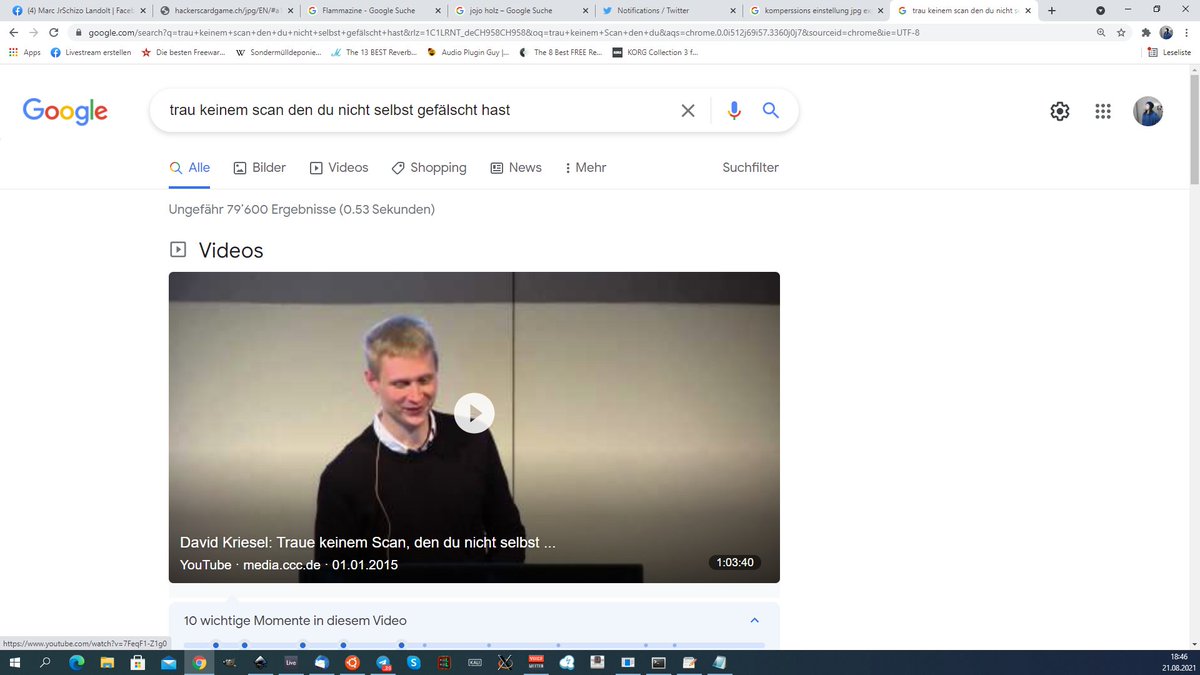 (4) Marc JrSchizo Landolt | Faceb
hackerscardgame.ch/jpg/EN/#a
Flammazine - Google Suche
jojo holz – Google Suche
Notifications / Twitter
komperssions einstellung jpg ex
trau keinem scan den du nicht s
google.com/search?q=trau+keinem+scan+den+du+nicht+selbst+gefälscht+hast&rlz=1C1LRNT_deCH958CH958&oq=trau+keinem+Scan+den+du&aqs=chrome.0.0i512j69i57.3360j0j7&sourceid=chrome&ie=UTF-8
Apps
Livestream erstellen
Die besten Freewar...
Sondermülldeponie...
The 13 BEST Reverb...
Audio Plugin Guy |...
The 8 Best FREE Re...
KORG Collection 3 f...
Leseliste
Google
trau keinem scan den du nicht selbst gefälscht hast
Alle
Bilder
Videos
Shopping
News
Mehr
Suchfilter
Ungefähr 79’600 Ergebnisse (0.53 Sekunden)
Videos
David Kriesel: Traue keinem Scan, den du nicht selbst ...
YouTube · media.ccc.de · 01.01.2015
1:03:40
10 wichtige Momente in diesem Video
https://www.youtube.com/watch?v=7FeqF1-Z1g0
Live
18:46
21.08.2021